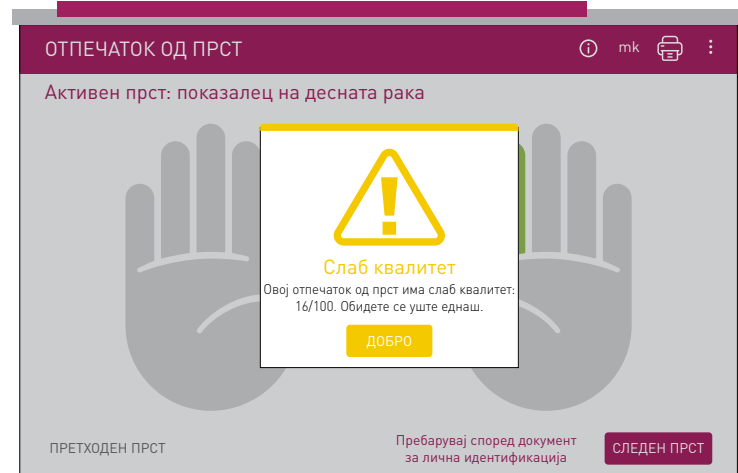 ОТПЕЧАТОК ОД ПРСТ
mk
Активен прст: показалец на десната рака
Слаб квалитет
Овој отпечаток од прст има слаб квалитет:
16/100. Обидете се уште еднаш.
ДОБРО
ПРЕТХОДЕН ПРСТ
Пребарувај според документ
за лична идентификација
СЛЕДЕН ПРСТ